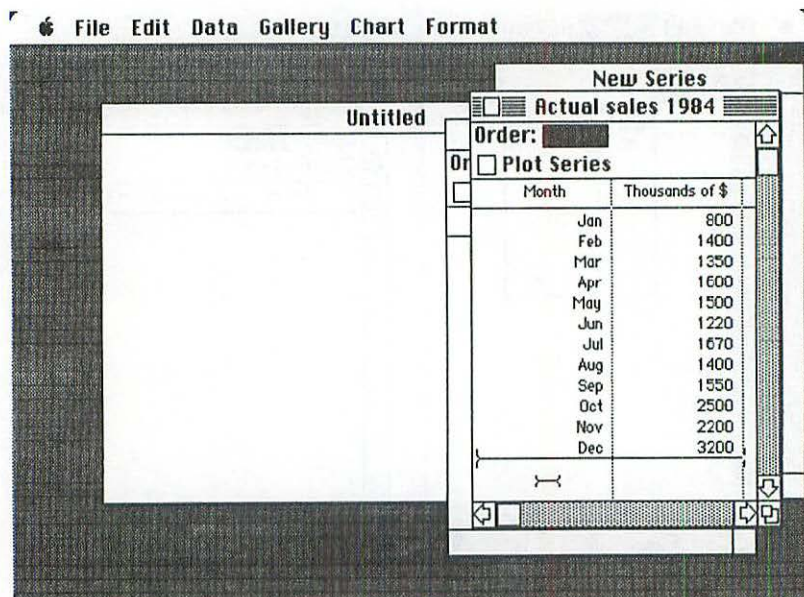 File Edit Data Gallery Chart Format
New Series
Untitled
Actual sales 1984
Order:
Or
Plot Series
Month Thousands of $
Jan 800
Feb 1400
Mar 1350
Apr 1600
May 1500
Jun 1220
Jul 1670
Aug 1400
Sep 1550
Oct 2500
Nov 2200
Dec 3200